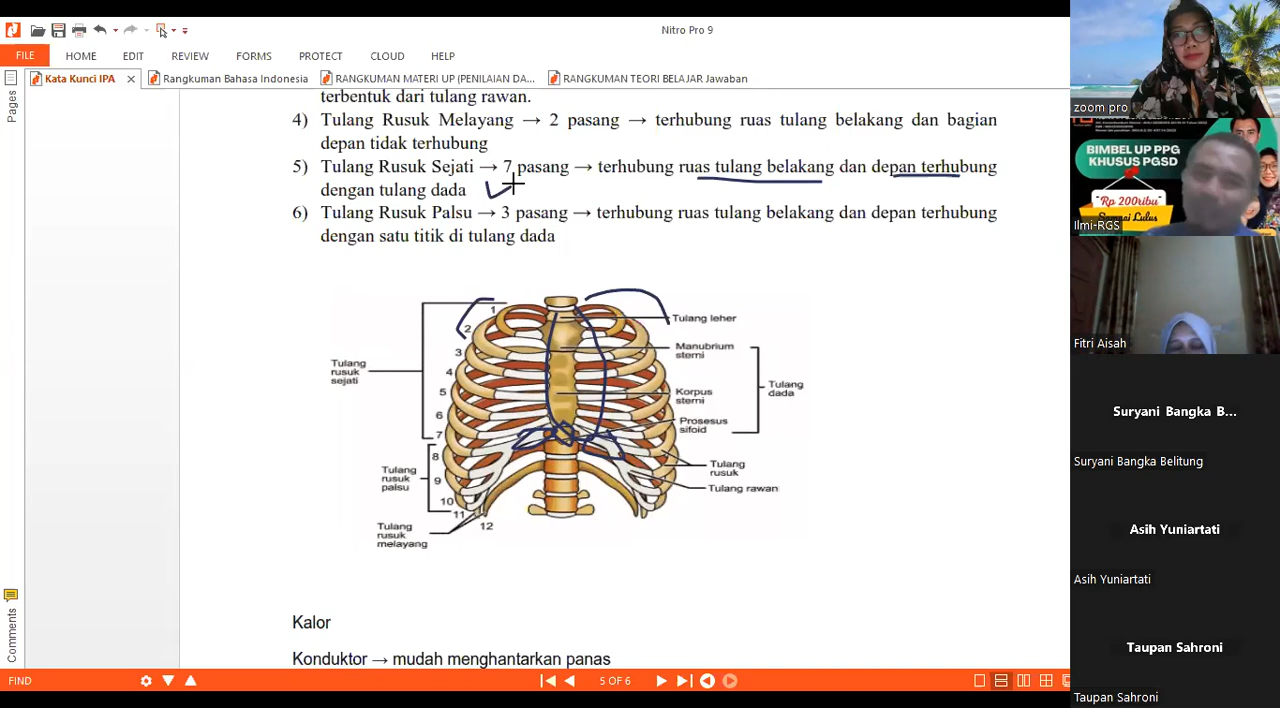 Nitro Pro 9
FILE
HOME
EDIT
REVIEW
FORMS
PROTECT
CLOUD
HELP
Kata Kunci IPA
Rangkuman Bahasa Indonesia
RANGKUMAN MATERI UP (PENILAIAN DA...
RANGKUMAN TEORI BELAJAR Jawaban
Pages
terbentuk dari tulang rawan.
4) Tulang Rusuk Melayang → 2 pasang → terhubung ruas tulang belakang dan bagian
depan tidak terhubung
5) Tulang Rusuk Sejati → 7 pasang → terhubung ruas tulang belakang dan depan terhubung
dengan tulang dada
6) Tulang Rusuk Palsu → 3 pasang → terhubung ruas tulang belakang dan depan terhubung
dengan satu titik di tulang dada
1
2
3
4
5
6
7
8
9
10
11
12
Tulang
rusuk
sejati
Tulang
rusuk
palsu
Tulang
rusuk
melayang
Tulang leher
Manubrium
sterni
Korpus
sterni
Prosesus
sifoid
Tulang
dada
Tulang
rusuk
Tulang rawan
Kalor
Konduktor → mudah menghantarkan panas
Comments
FIND
5 OF 6
zoom pro
BIMBEL UP PPG
KHUSUS PGSD
Rp 200ribu
Sampai Lulus
Ilmi-RGS
Fitri Aisah
Suryani Bangka B...
Suryani Bangka Belitung
Asih Yuniartati
Asih Yuniartati
Taupan Sahroni
Taupan Sahroni